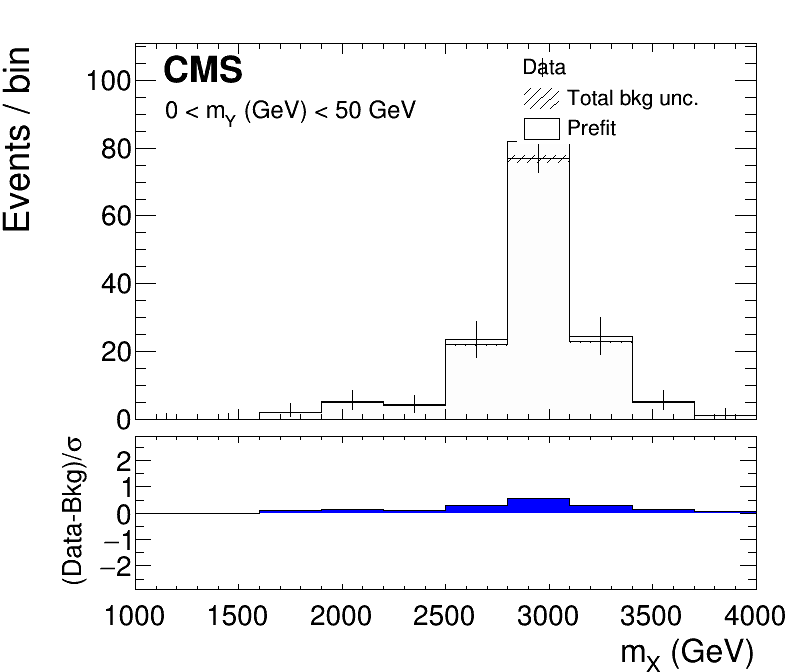 Events / bin
100
80
60
40
20
0
CMS
0 < m_Y (GeV) < 50 GeV
Data
Total bkg unc.
Prefit
(Data-Bkg)/σ
2
1
0
−1
−2
1000 1500 2000 2500 3000 3500 4000
m_X (GeV)